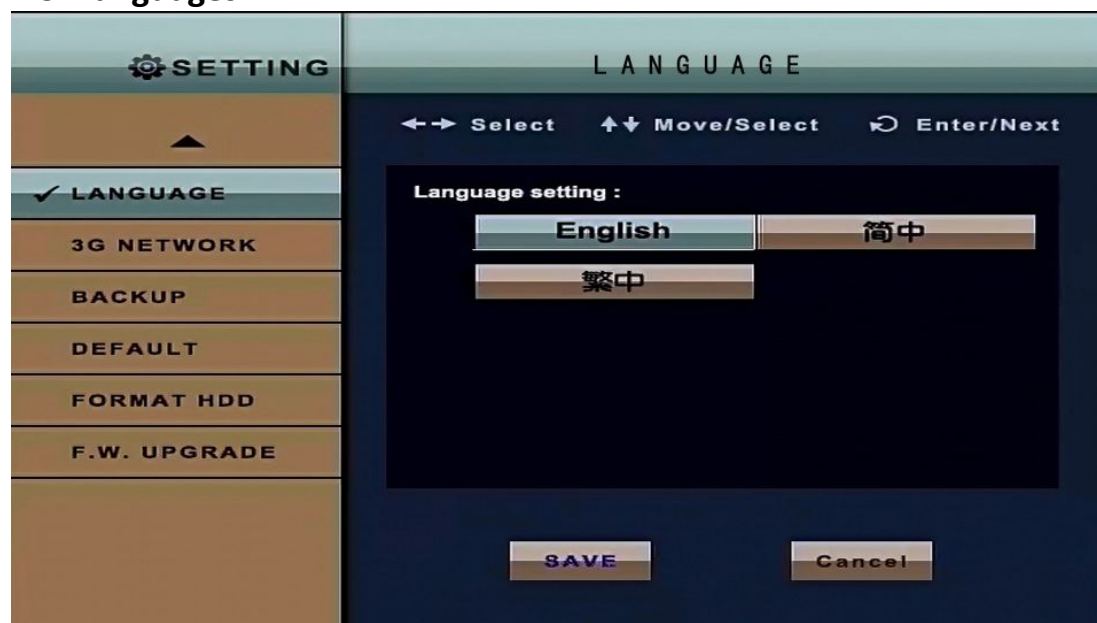 SETTING
LANGUAGE
Select Move/Select Enter/Next
✓ LANGUAGE
3G NETWORK
BACKUP
DEFAULT
FORMAT HDD
F.W. UPGRADE
Language setting :
English 简中
繁中
SAVE Cancel